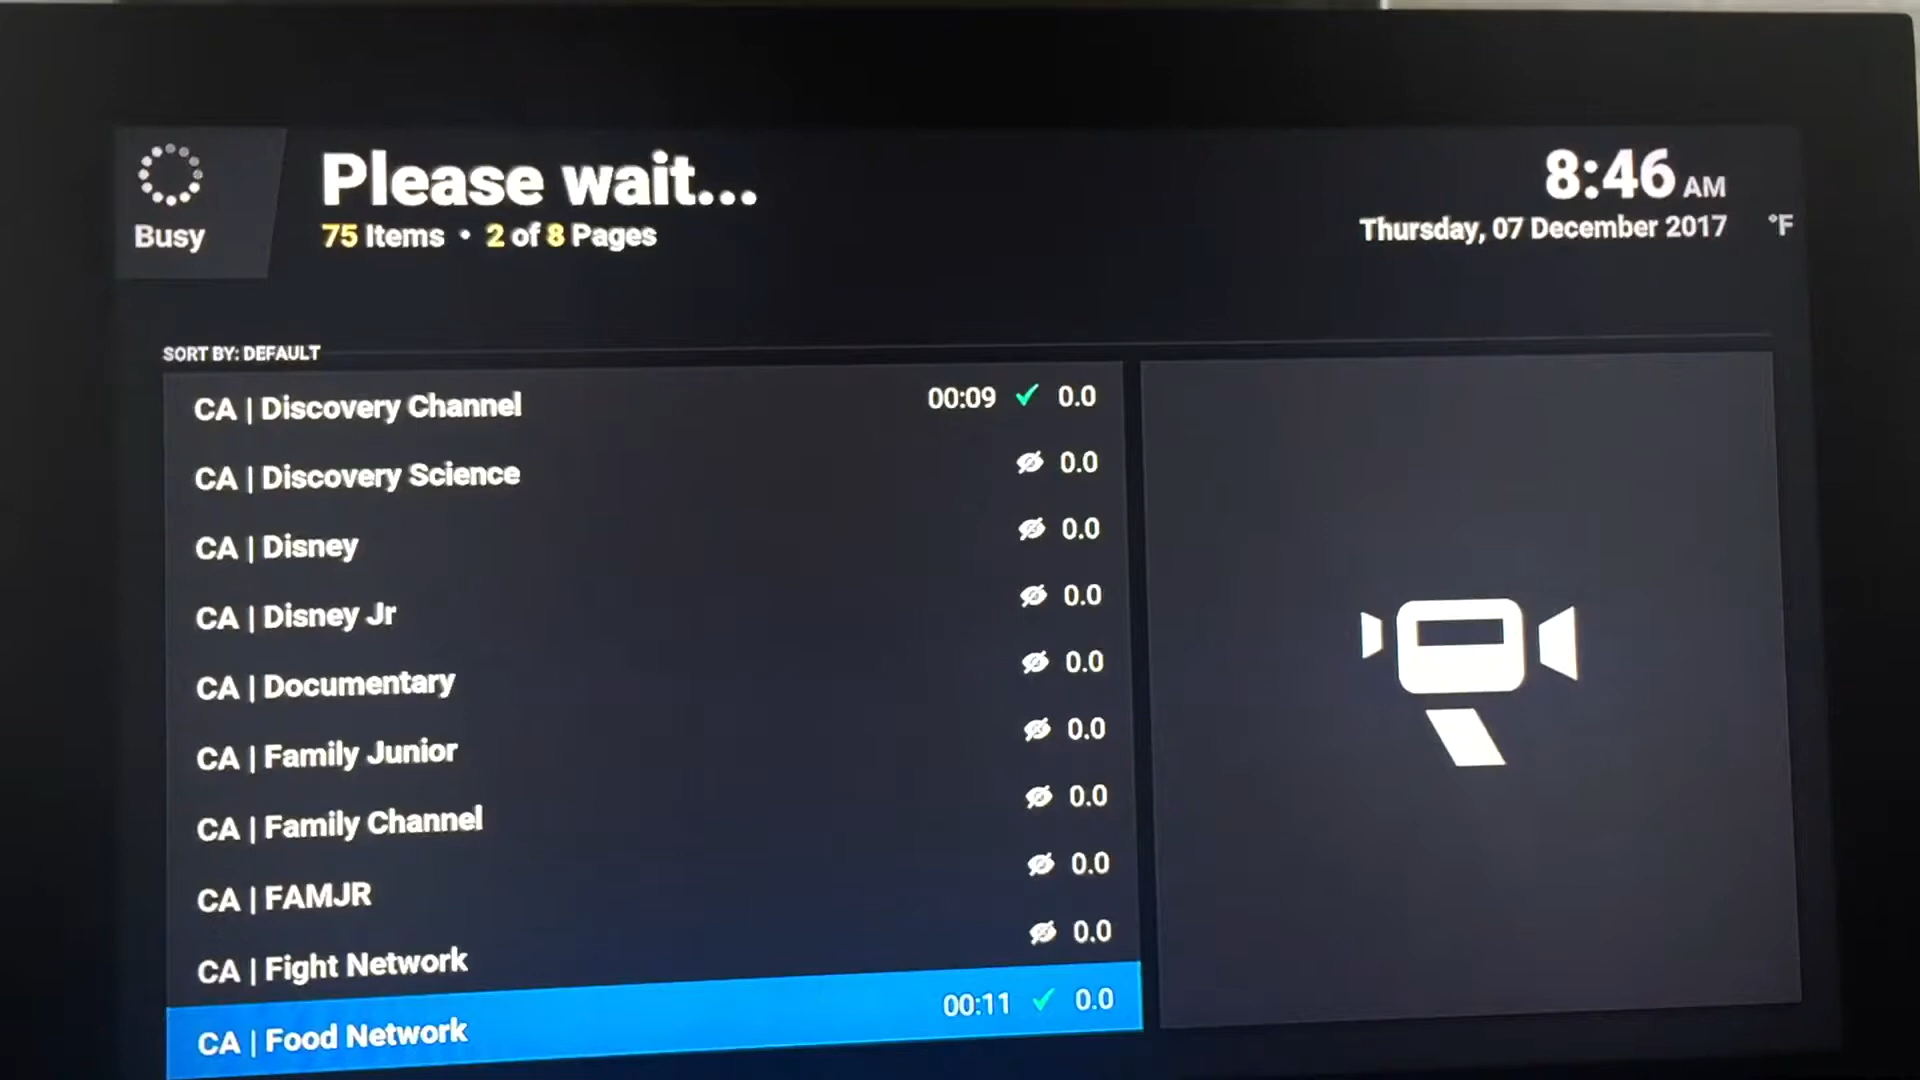 Please wait...
8:46 AM
Busy
75 Items • 2 of 8 Pages
Thursday, 07 December 2017 °F
SORT BY: DEFAULT
CA | Discovery Channel 00:09 ✓ 0.0
CA | Discovery Science 0.0
CA | Disney 0.0
CA | Disney Jr 0.0
CA | Documentary 0.0
CA | Family Junior 0.0
CA | Family Channel 0.0
CA | FAMJR 0.0
CA | Fight Network 0.0
CA | Food Network 00:11 ✓ 0.0